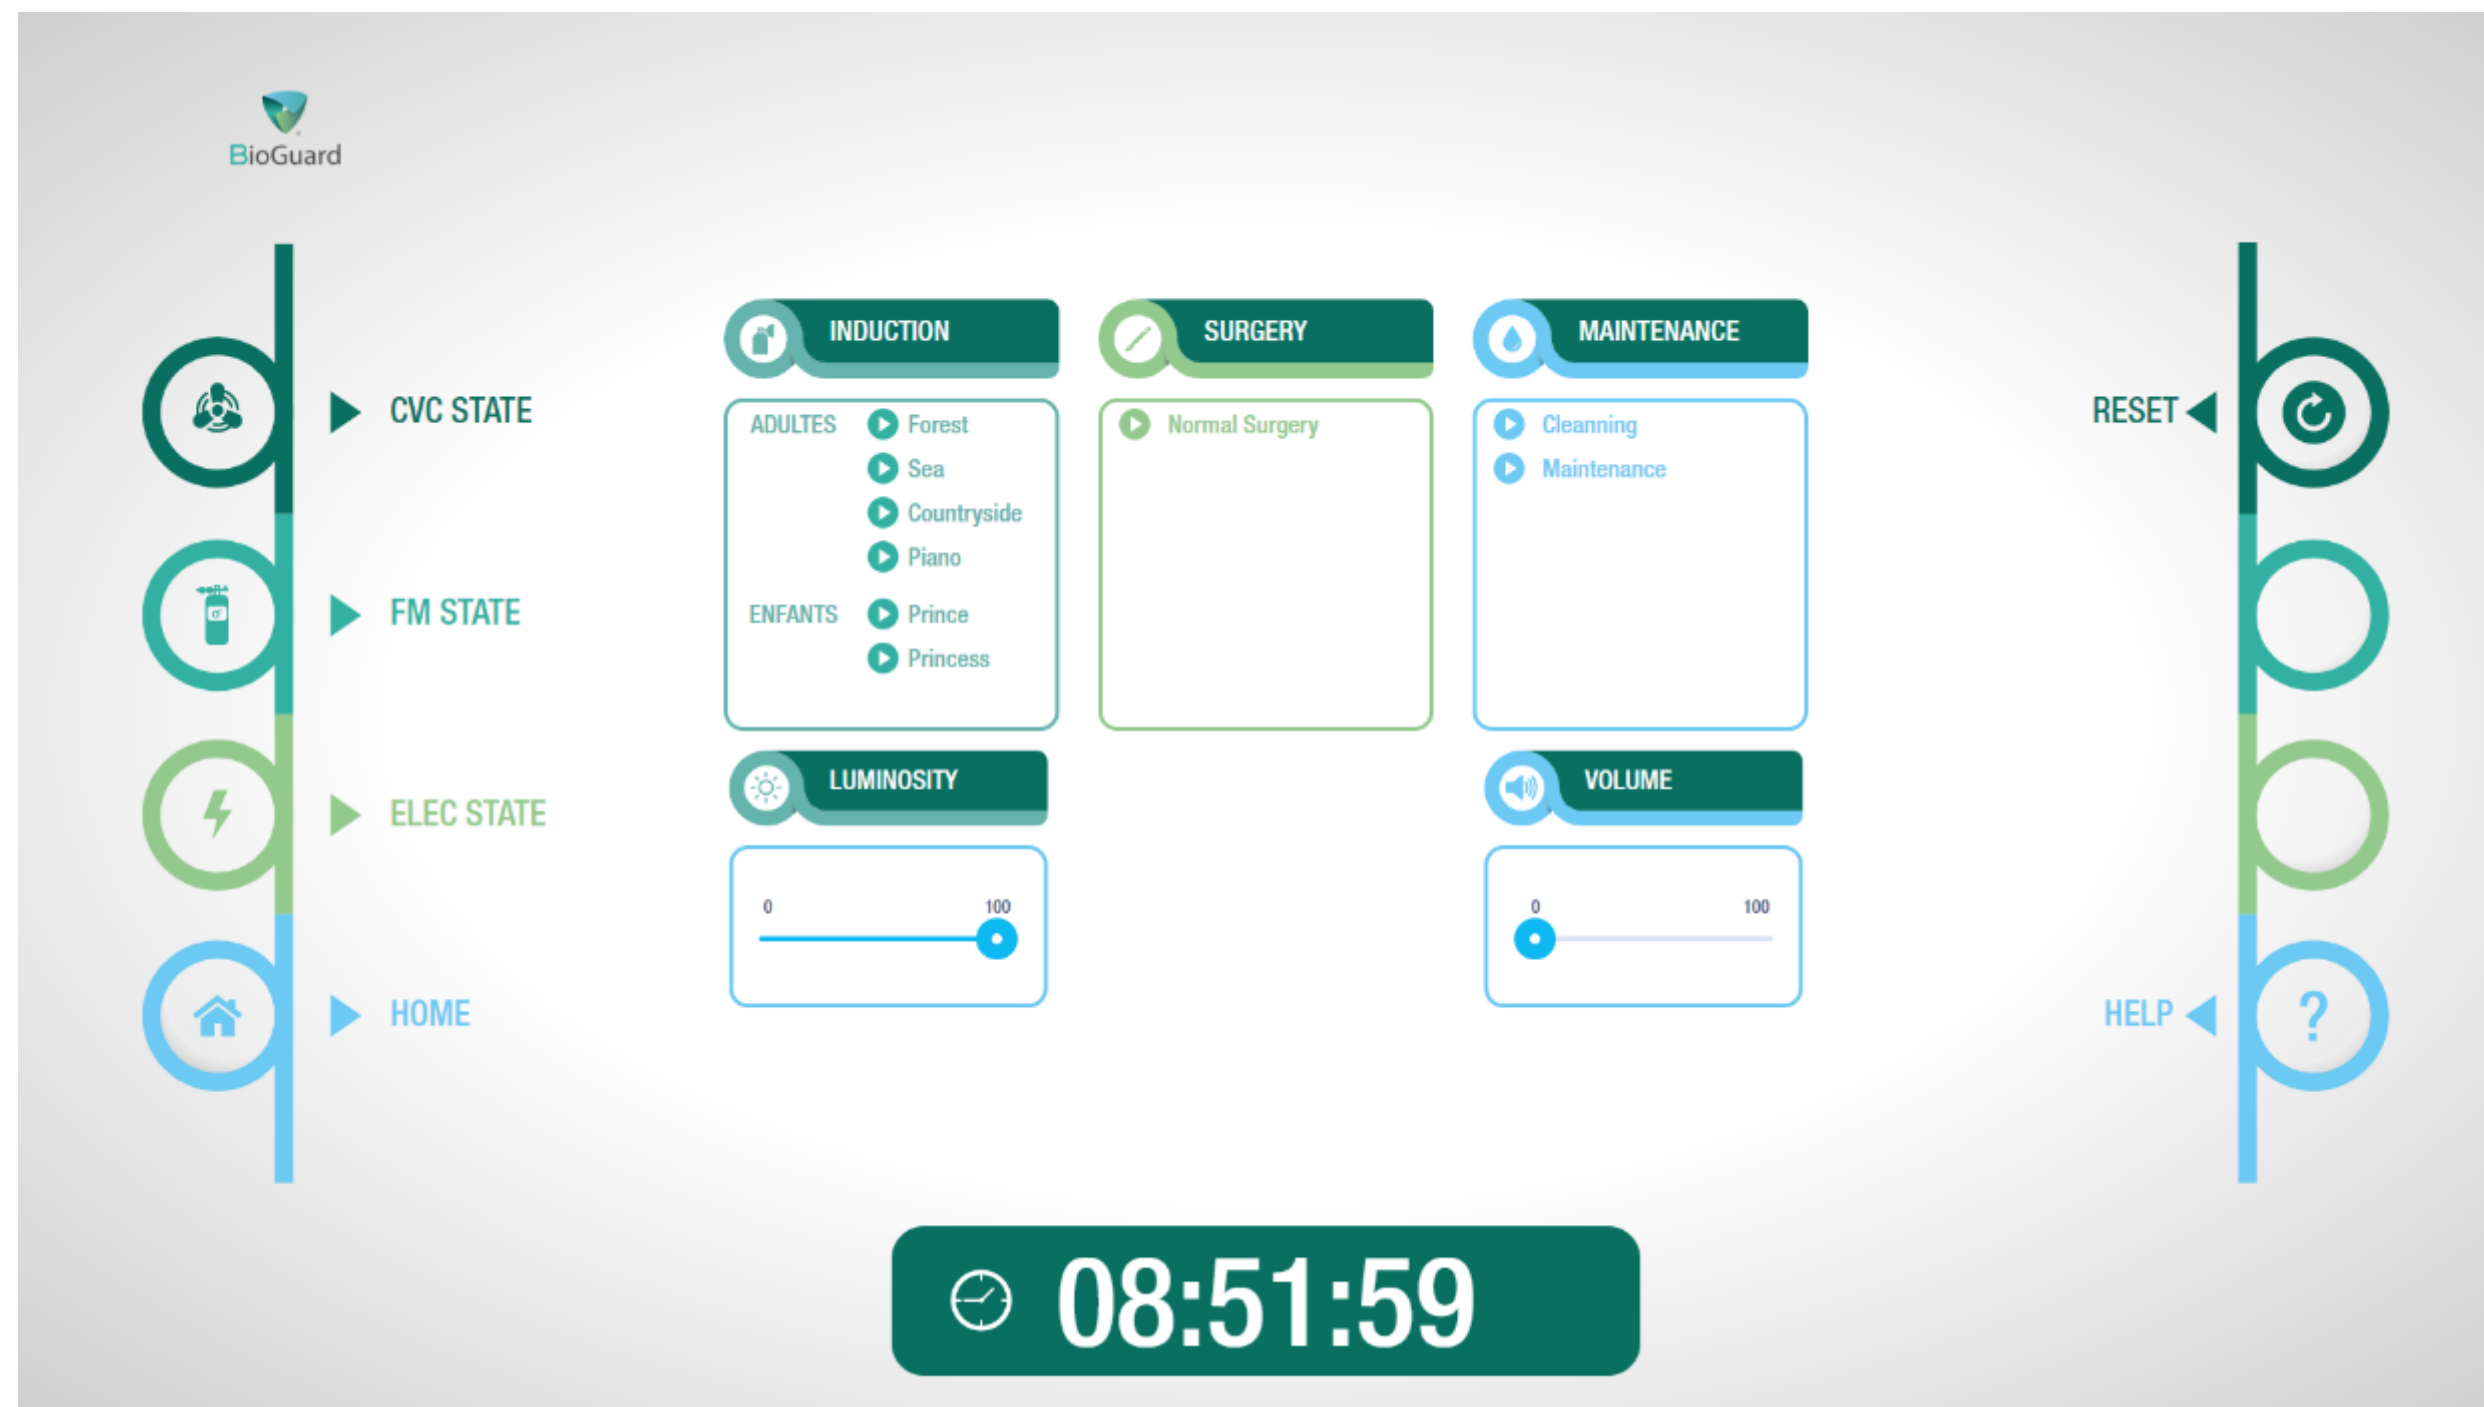 BioGuard
CVC STATE
FM STATE
ELEC STATE
HOME
INDUCTION
ADULTES
Forest
Sea
Countryside
Piano
ENFANTS
Prince
Princess
SURGERY
Normal Surgery
MAINTENANCE
Cleanning
Maintenance
LUMINOSITY
0 100
VOLUME
0 100
RESET
HELP
?
08:51:59